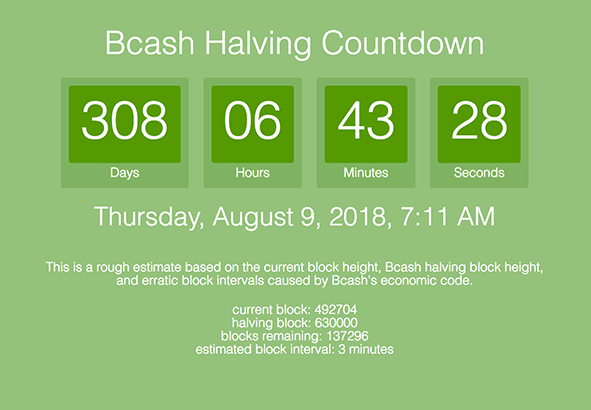 Bcash Halving Countdown
308 06 43 28
Days Hours Minutes Seconds
Thursday, August 9, 2018, 7:11 AM
This is a rough estimate based on the current block height, Bcash halving block height,
and erratic block intervals caused by Bcash's economic code.
current block: 492704
halving block: 630000
blocks remaining: 137296
estimated block interval: 3 minutes